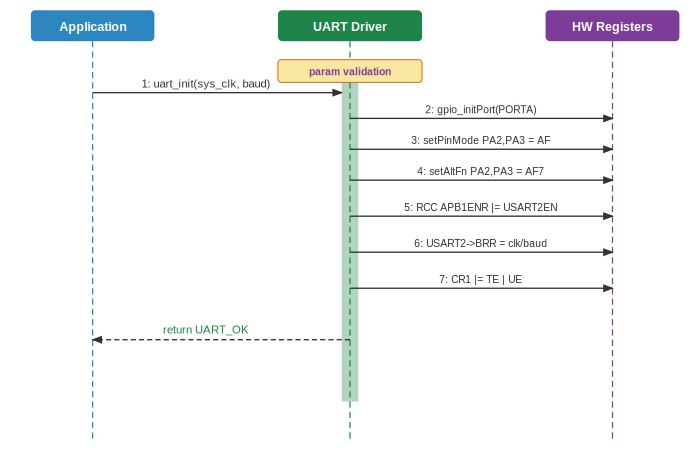 Application
UART Driver
HW Registers
param validation
1: uart_init(sys_clk, baud)
2: gpio_initPort(PORTA)
3: setPinMode PA2,PA3 = AF
4: setAltFn PA2,PA3 = AF7
5: RCC APB1ENR |= USART2EN
6: USART2->BRR = clk/baud
7: CR1 |= TE | UE
return UART_OK